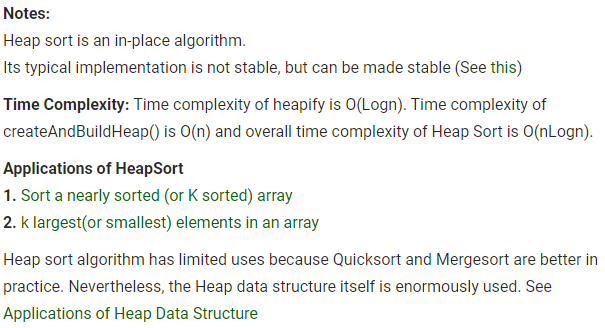 Notes:
Heap sort is an in-place algorithm.
Its typical implementation is not stable, but can be made stable (See this)
Time Complexity: Time complexity of heapify is O(Logn). Time complexity of
createAndBuildHeap() is O(n) and overall time complexity of Heap Sort is O(nLogn).
Applications of HeapSort
1. Sort a nearly sorted (or K sorted) array
2. k largest(or smallest) elements in an array
Heap sort algorithm has limited uses because Quicksort and Mergesort are better in
practice. Nevertheless, the Heap data structure itself is enormously used. See
Applications of Heap Data Structure